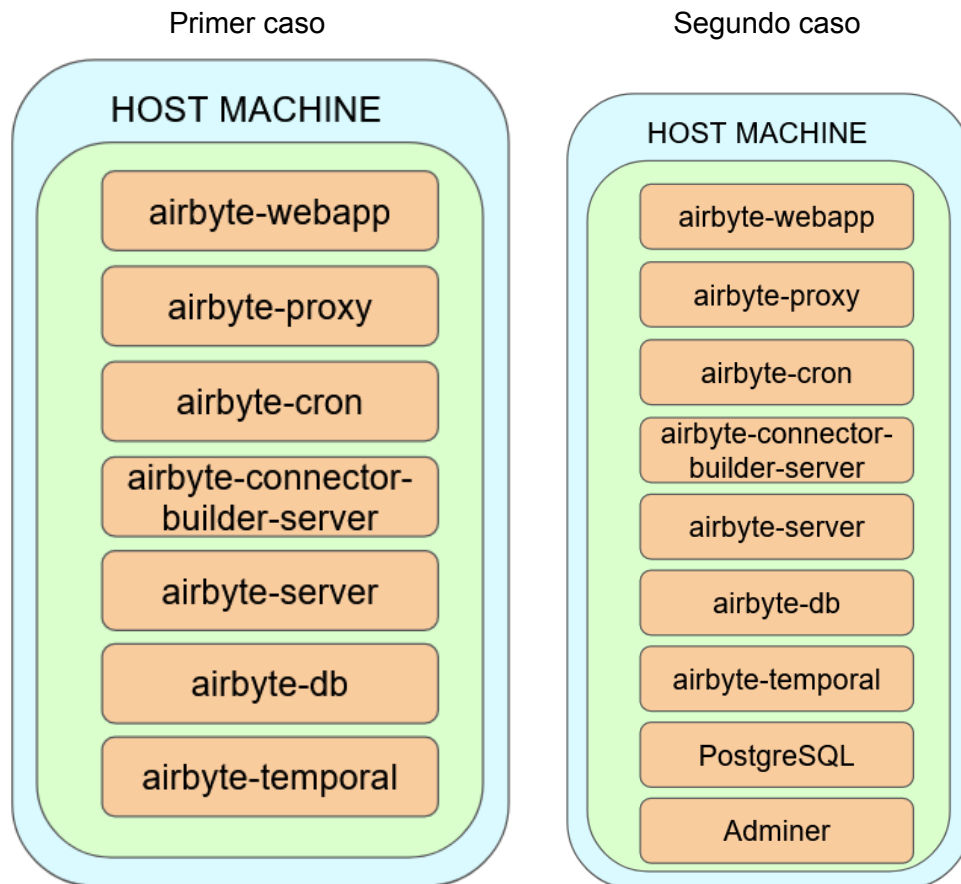 Primer caso
HOST MACHINE
airbyte-webapp
airbyte-proxy
airbyte-cron
airbyte-connector-
builder-server
airbyte-server
airbyte-db
airbyte-temporal
Segundo caso
HOST MACHINE
airbyte-webapp
airbyte-proxy
airbyte-cron
airbyte-connector-
builder-server
airbyte-server
airbyte-db
airbyte-temporal
PostgreSQL
Adminer